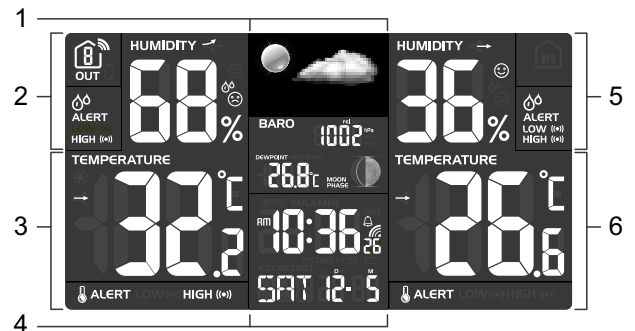 1
HUMIDITY
8
OUT
68 %
ALERT
HIGH
2
TEMPERATURE
32.2 °C
3
ALERT HIGH
4
BARO
rel
1002 hPa
DEWPOINT
26.8 °C
MOON
PHASE
AM 10:36 26
D M
SAT 12- 5
HUMIDITY
IN
36 %
ALERT
LOW
HIGH
5
TEMPERATURE
26.6 °C
6
ALERT LOW HIGH